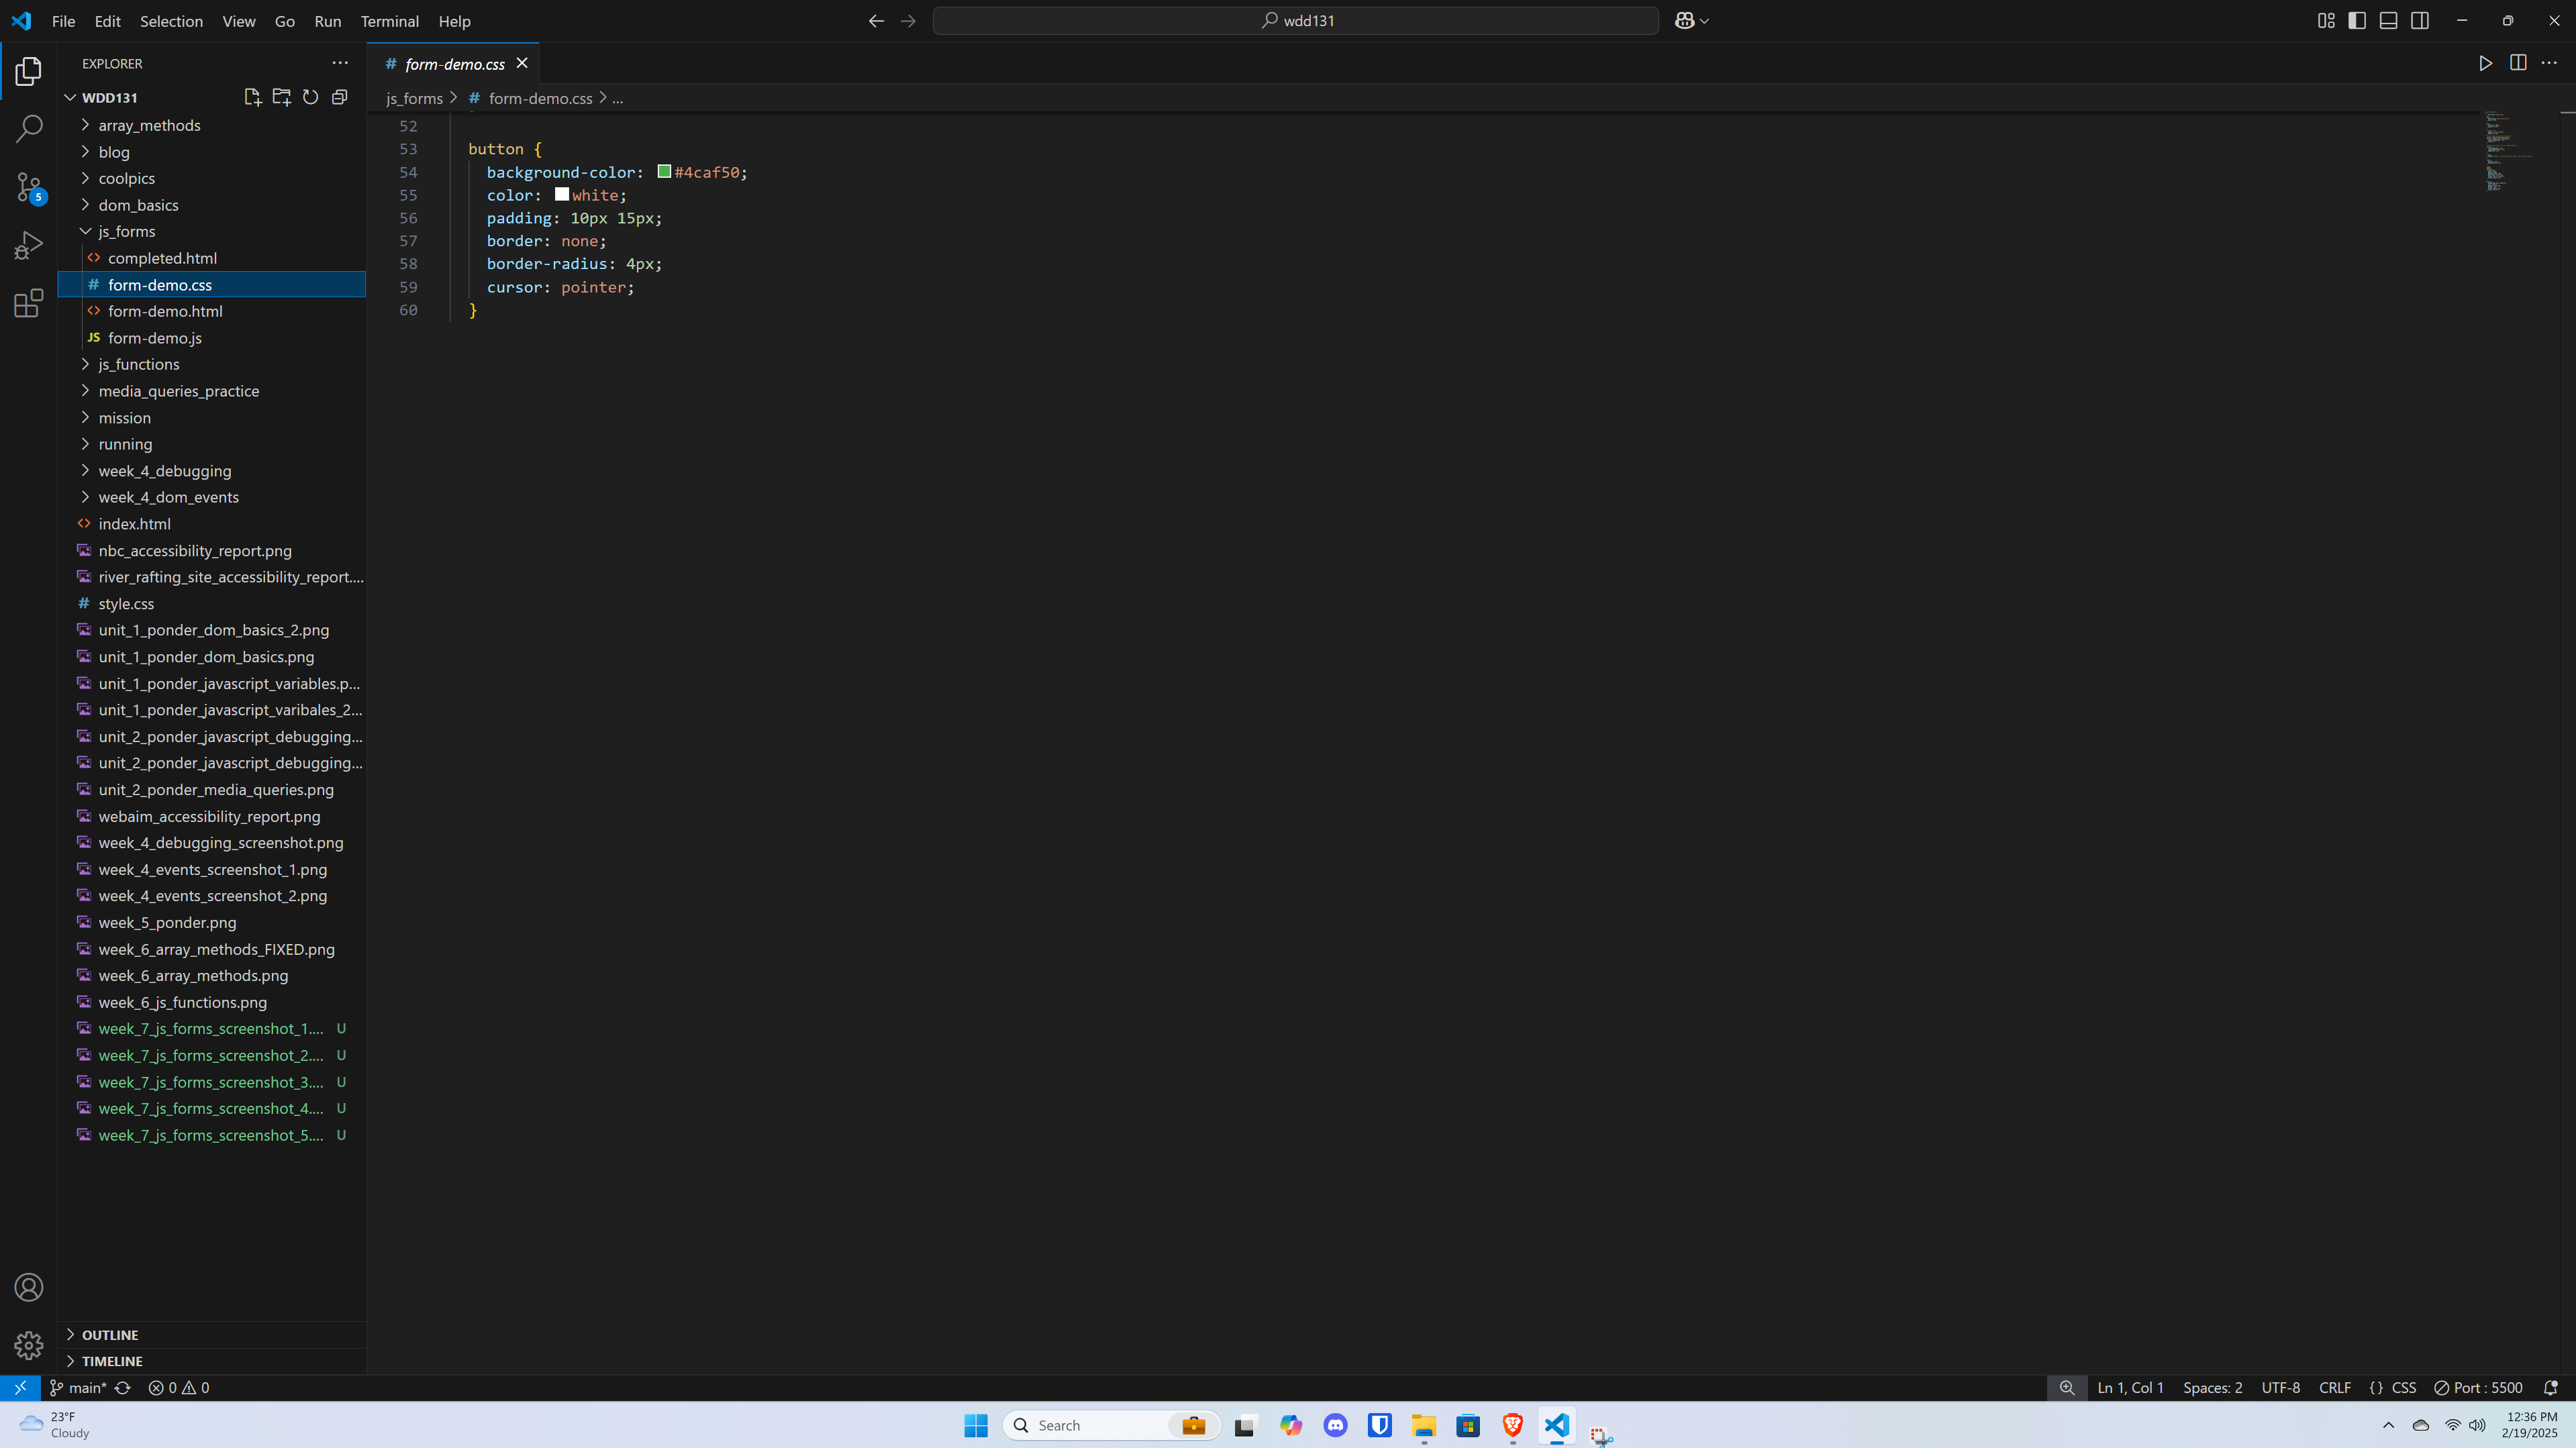 File Edit Selection View Go Run Terminal Help
wdd131
EXPLORER
form-demo.css
WDD131
js_forms > # form-demo.css > ...
array_methods
blog
coolpics
dom_basics
js_forms
completed.html
form-demo.css
form-demo.html
JS form-demo.js
js_functions
media_queries_practice
mission
running
week_4_debugging
week_4_dom_events
index.html
nbc_accessibility_report.png
river_rafting_site_accessibility_report....
style.css
unit_1_ponder_dom_basics_2.png
unit_1_ponder_dom_basics.png
unit_1_ponder_javascript_variables.p...
unit_1_ponder_javascript_varibales_2...
unit_2_ponder_javascript_debugging...
unit_2_ponder_javascript_debugging...
unit_2_ponder_media_queries.png
webaim_accessibility_report.png
week_4_debugging_screenshot.png
week_4_events_screenshot_1.png
week_4_events_screenshot_2.png
week_5_ponder.png
week_6_array_methods_FIXED.png
week_6_array_methods.png
week_6_js_functions.png
week_7_js_forms_screenshot_1.... U
week_7_js_forms_screenshot_2.... U
week_7_js_forms_screenshot_3.... U
week_7_js_forms_screenshot_4.... U
week_7_js_forms_screenshot_5.... U
OUTLINE
TIMELINE
5
52
53 button {
54 background-color: #4caf50;
55 color: white;
56 padding: 10px 15px;
57 border: none;
58 border-radius: 4px;
59 cursor: pointer;
60 }
main* 0 0
Ln 1, Col 1 Spaces: 2 UTF-8 CRLF {} CSS Port : 5500
23°F
Cloudy
Search
12:36 PM
2/19/2025